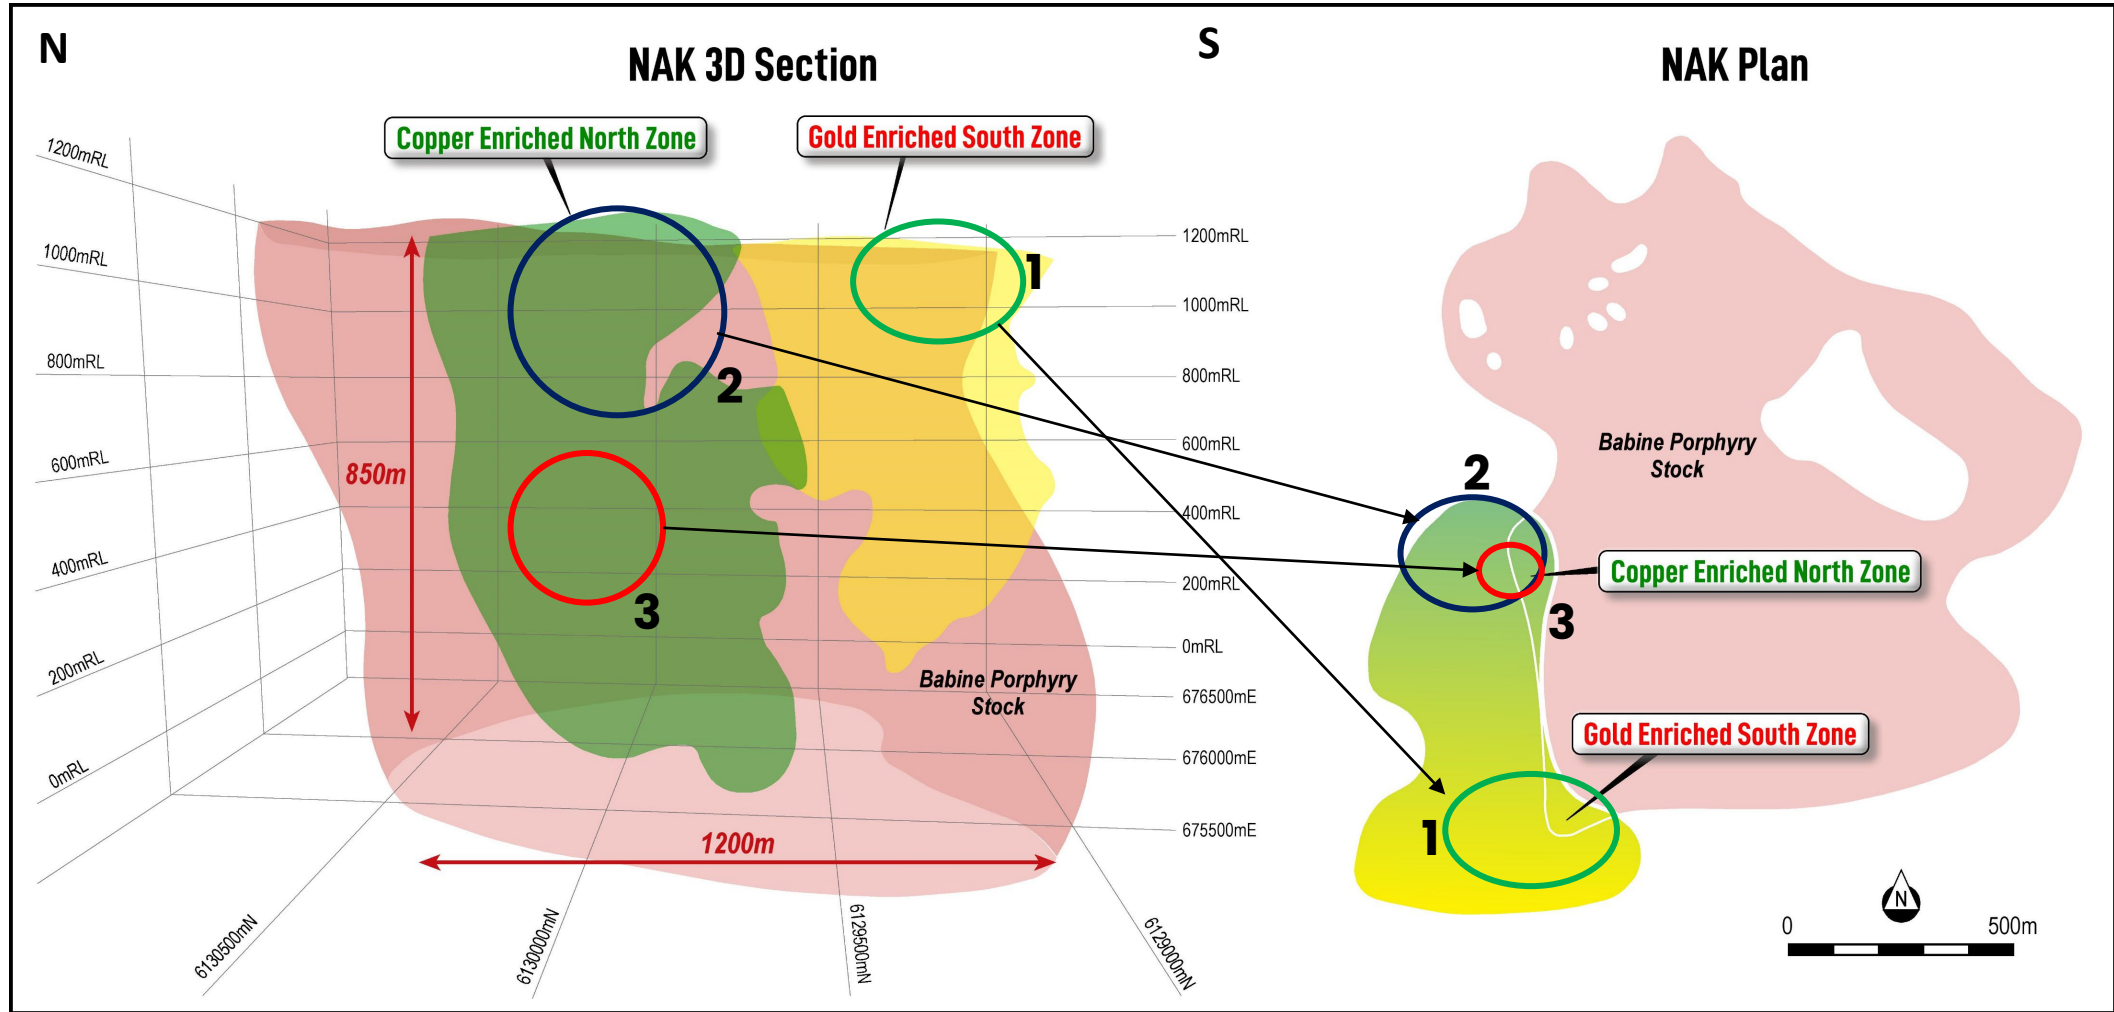 N
NAK 3D Section
S
NAK Plan
Copper Enriched North Zone
Gold Enriched South Zone
1200mRL
1000mRL
800mRL
600mRL
400mRL
200mRL
0mRL
850m
1200m
1
2
3
1200mRL
1000mRL
800mRL
600mRL
400mRL
200mRL
0mRL
676500mE
676000mE
675500mE
Babine Porphyry
Stock
6130500mN
6130000mN
6129500mN
6129000mN
Babine Porphyry
Stock
2
Copper Enriched North Zone
3
Gold Enriched South Zone
1
N
0
500m